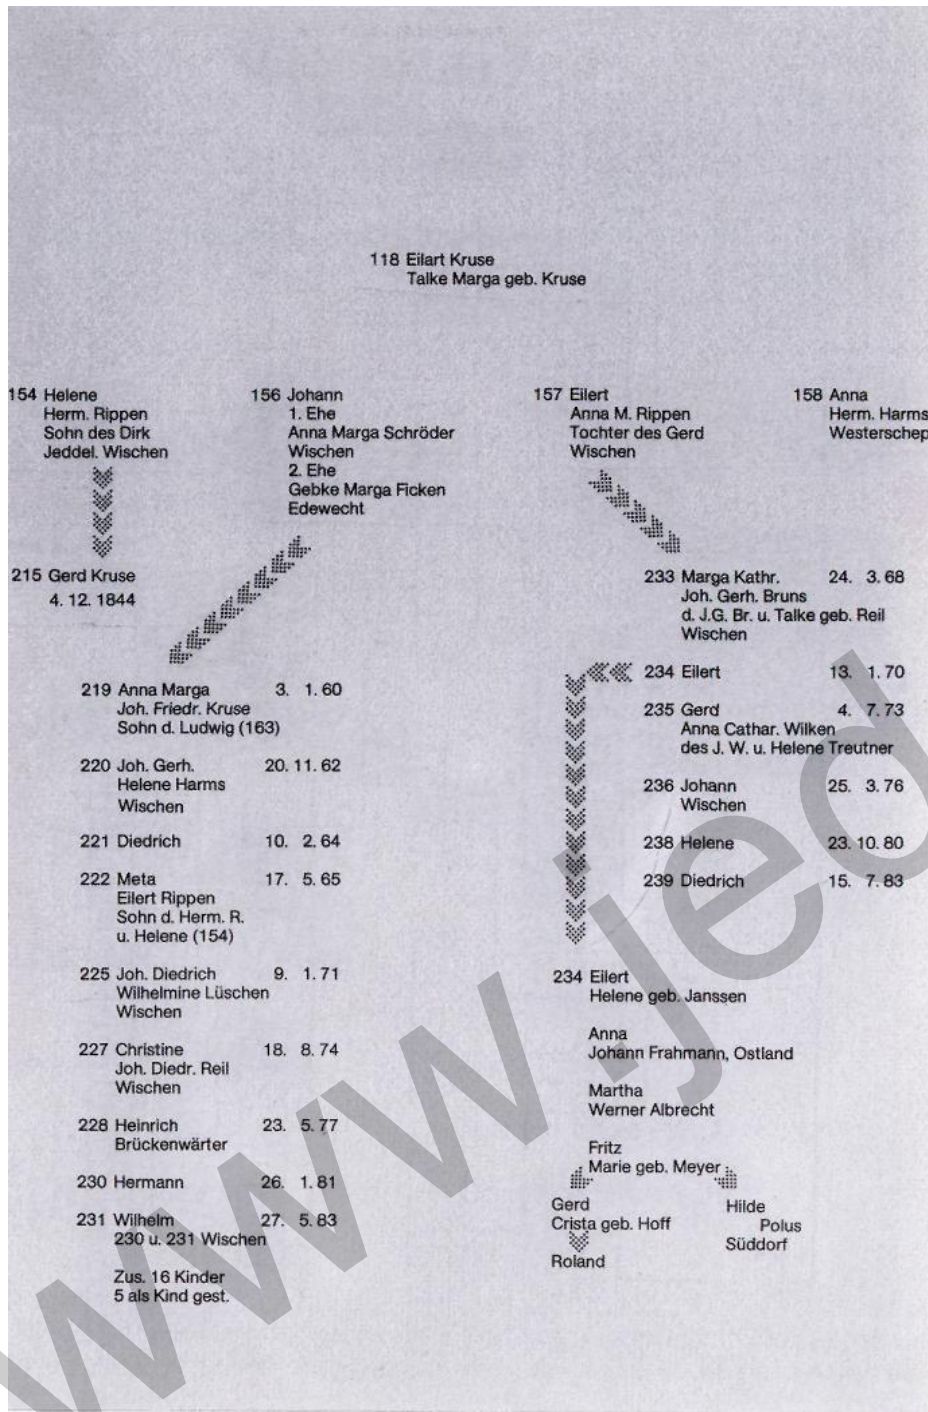 118 Eilart Kruse
Talke Marga geb. Kruse
154 Helene
Herm. Rippen
Sohn des Dirk
Jeddel. Wischen
156 Johann
1. Ehe
Anna Marga Schröder
Wischen
2. Ehe
Gebke Marga Ficken
Edewecht
157 Eilert
Anna M. Rippen
Tochter des Gerd
Wischen
158 Anna
Herm. Harms
Westerschep
215 Gerd Kruse
4. 12. 1844
219 Anna Marga 3. 1. 60
Joh. Friedr. Kruse
Sohn d. Ludwig (163)
220 Joh. Gerh. 20. 11. 62
Helene Harms
Wischen
221 Diedrich 10. 2. 64
222 Meta 17. 5. 65
Eilert Rippen
Sohn d. Herm. R.
u. Helene (154)
225 Joh. Diedrich 9. 1. 71
Wilhelmine Lüschen
Wischen
227 Christine 18. 8. 74
Joh. Diedr. Reil
Wischen
228 Heinrich 23. 5. 77
Brückenwärter
230 Hermann 26. 1. 81
231 Wilhelm 27. 5. 83
230 u. 231 Wischen
Zus. 16 Kinder
5 als Kind gest.
233 Marga Kathr. 24. 3. 68
Joh. Gerh. Bruns
d. J.G. Br. u. Talke geb. Reil
Wischen
234 Eilert 13. 1. 70
235 Gerd 4. 7. 73
Anna Cathar. Wilken
des J. W. u. Helene Treutner
236 Johann 25. 3. 76
Wischen
238 Helene 23. 10. 80
239 Diedrich 15. 7. 83
234 Eilert
Helene geb. Janssen
Anna
Johann Frahmann, Ostland
Martha
Werner Albrecht
Fritz
Marie geb. Meyer
Gerd
Crista geb. Hoff
Roland
Hilde
Polus
Süddorf
www.jed